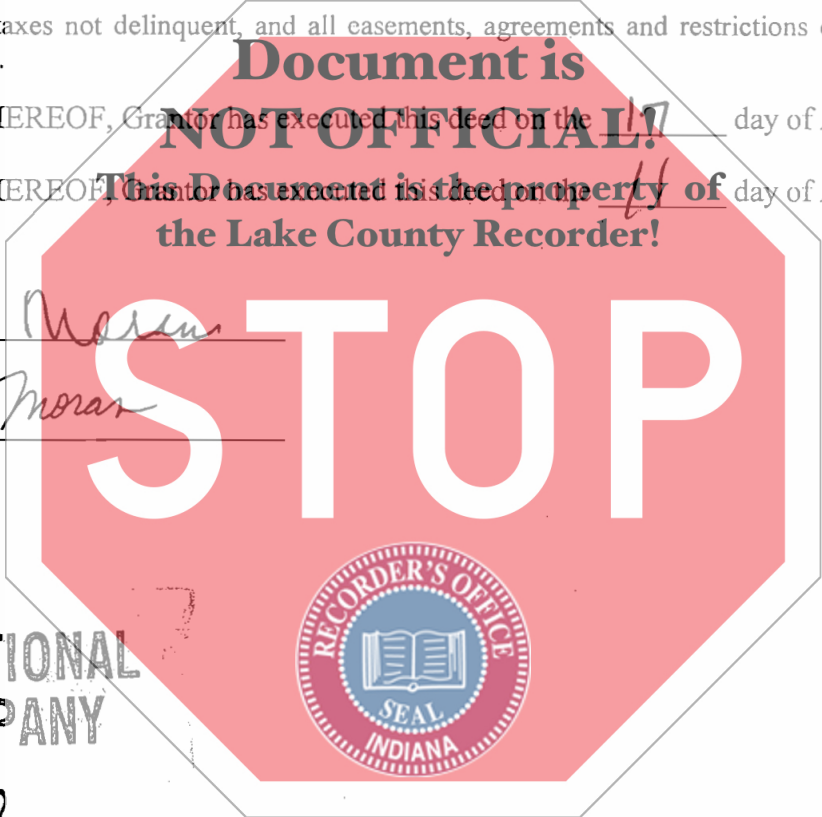 axes not delinquent, and all easements, agreements and restrictions
Document is
EREOF, Grantor has executed this deed on the 17 day of
NOT OFFICIAL!
EREOF, Grantor has executed this deed on the day of
This Document is the property of
the Lake County Recorder!
Moran
STOP
RECORDER'S OFFICE
SEAL
INDIANA
IONAL
PANY